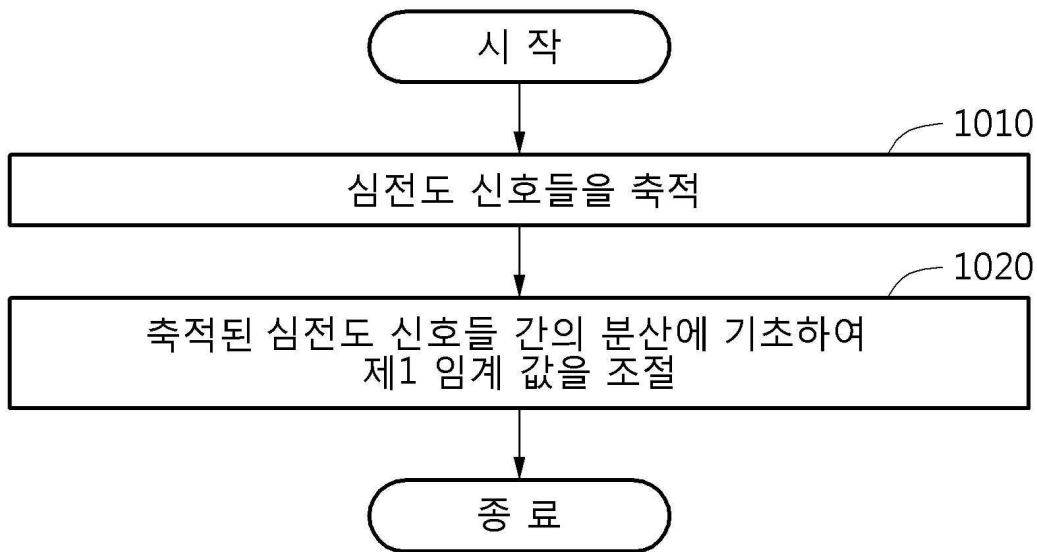 시 작
1010
심전도 신호들을 축적
1020
축적된 심전도 신호들 간의 분산에 기초하여
제1 임계 값을 조절
종 료